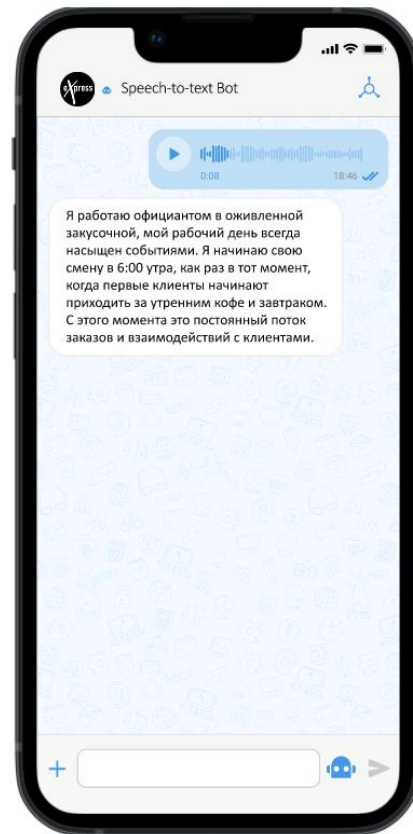 eXpress
Speech-to-text Bot
0:08
18:46
Я работаю официантом в оживленной
закусочной, мой рабочий день всегда
насыщен событиями. Я начинаю свою
смену в 6:00 утра, как раз в тот момент,
когда первые клиенты начинают
приходить за утренним кофе и завтраком.
С этого момента это постоянный поток
заказов и взаимодействий с клиентами.